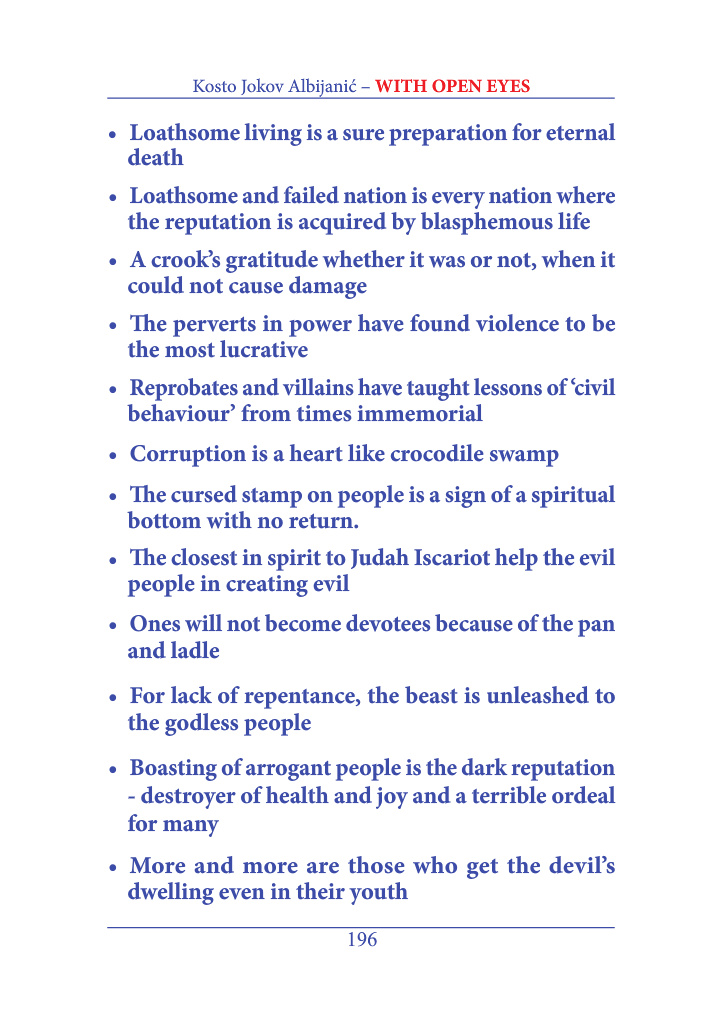 Kosto Jokov Albijanić – WITH OPEN EYES
• Loathsome living is a sure preparation for eternal
death
• Loathsome and failed nation is every nation where
the reputation is acquired by blasphemous life
• A crook’s gratitude whether it was or not, when it
could not cause damage
• The perverts in power have found violence to be
the most lucrative
• Reprobates and villains have taught lessons of ‘civil
behaviour’ from times immemorial
• Corruption is a heart like crocodile swamp
• The cursed stamp on people is a sign of a spiritual
bottom with no return.
• The closest in spirit to Judah Iscariot help the evil
people in creating evil
• Ones will not become devotees because of the pan
and ladle
• For lack of repentance, the beast is unleashed to
the godless people
• Boasting of arrogant people is the dark reputation
- destroyer of health and joy and a terrible ordeal
for many
• More and more are those who get the devil’s
dwelling even in their youth
196